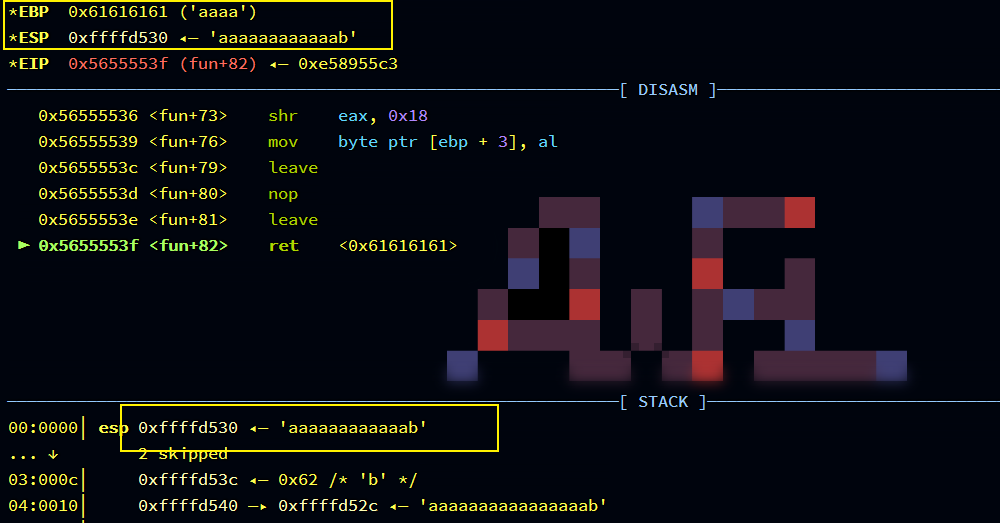 *EBP  0x61616161 ('aaaa')
*ESP  0xffffd530 ◂— 'aaaaaaaaaaaab'
*EIP  0x5655553f (fun+82) ◂— 0xe58955c3
[ DISASM ]
0x56555536 <fun+73>    shr    eax, 0x18
0x56555539 <fun+76>    mov    byte ptr [ebp + 3], al
0x5655553c <fun+79>    leave
0x5655553d <fun+80>    nop
0x5655553e <fun+81>    leave
► 0x5655553f <fun+82>    ret    <0x61616161>
[ STACK ]
00:0000│ esp 0xffffd530 ◂— 'aaaaaaaaaaaab'
... ↓        2 skipped
03:000c│     0xffffd53c ◂— 0x62 /* 'b' */
04:0010│     0xffffd540 —▸ 0xffffd52c ◂— 'aaaaaaaaaaaaaaaab'